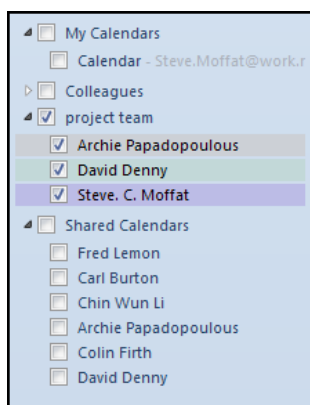 My Calendars
Calendar - Steve.Moffat@work.r
Colleagues
project team
Archie Papadopoulous
David Denny
Steve. C. Moffat
Shared Calendars
Fred Lemon
Carl Burton
Chin Wun Li
Archie Papadopoulous
Colin Firth
David Denny